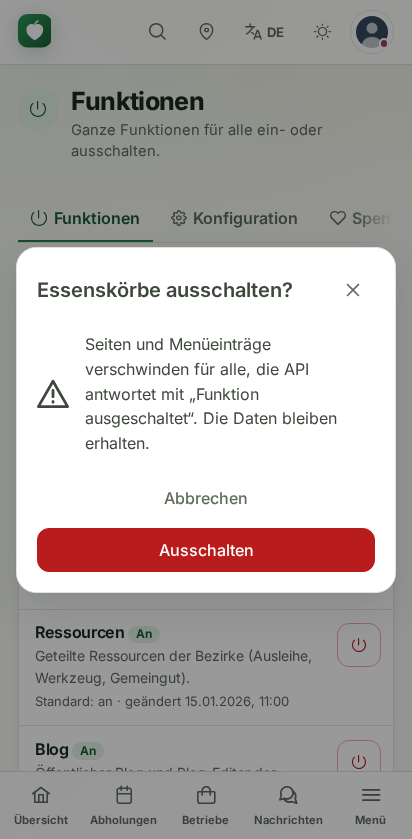 DE
Funktionen
Ganze Funktionen für alle ein- oder
ausschalten.
Funktionen
Konfiguration
Essenskörbe ausschalten?
Seiten und Menüeinträge
verschwinden für alle, die API
antwortet mit „Funktion
ausgeschaltet“. Die Daten bleiben
erhalten.
Abbrechen
Ausschalten
Ressourcen An
Geteilte Ressourcen der Bezirke (Ausleihe,
Werkzeug, Gemeingut).
Standard: an · geändert 15.01.2026, 11:00
Blog An
Übersicht
Abholungen
Betriebe
Nachrichten
Menü